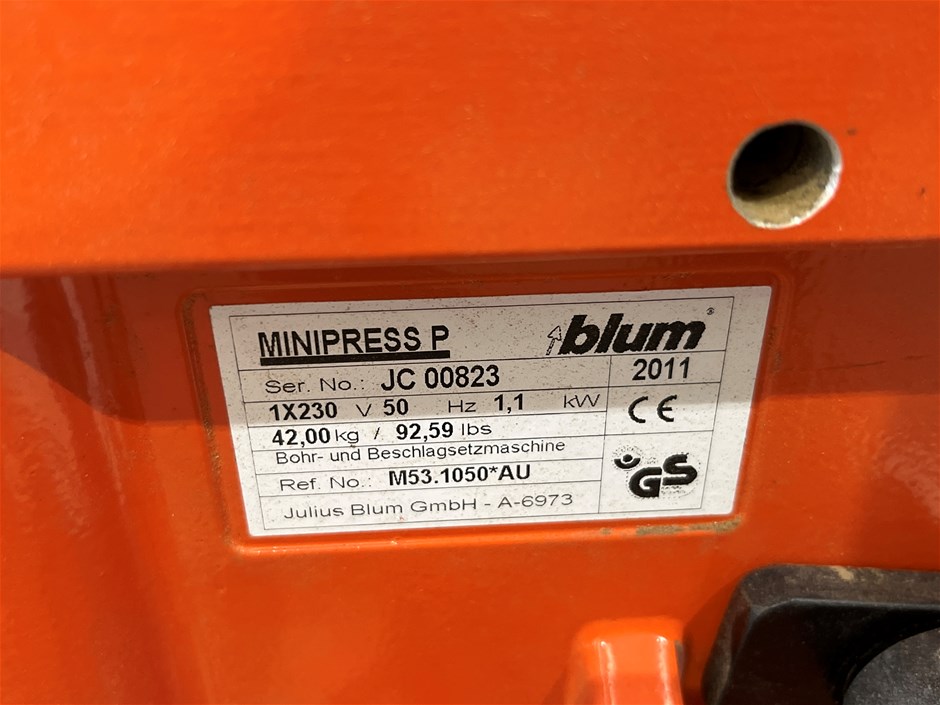 MINIPRESS P
blum®
Ser. No.: JC 00823
2011
1X230 V 50 Hz 1,1 kW
CE
42,00 kg / 92,59 lbs
Bohr- und Beschlagsetzmaschine
GS
Ref. No.: M53.1050*AU
Julius Blum GmbH - A-6973